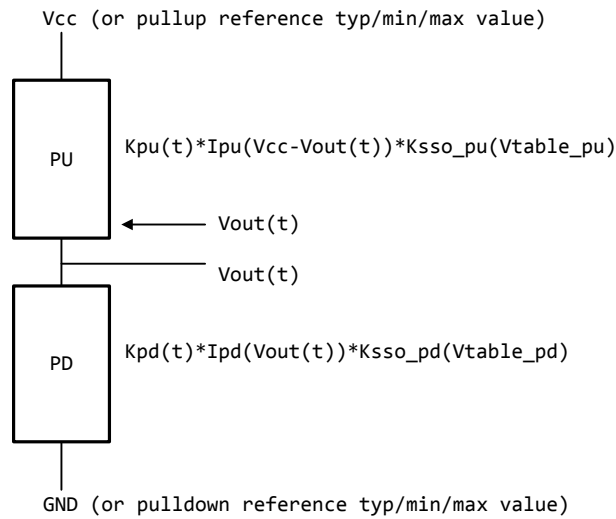 Vcc (or pullup reference typ/min/max value)
PU
Kpu(t)*Ipu(Vcc-Vout(t))*Ksso_pu(Vtable_pu)
Vout(t)
Vout(t)
PD
Kpd(t)*Ipd(Vout(t))*Ksso_pd(Vtable_pd)
GND (or pulldown reference typ/min/max value)